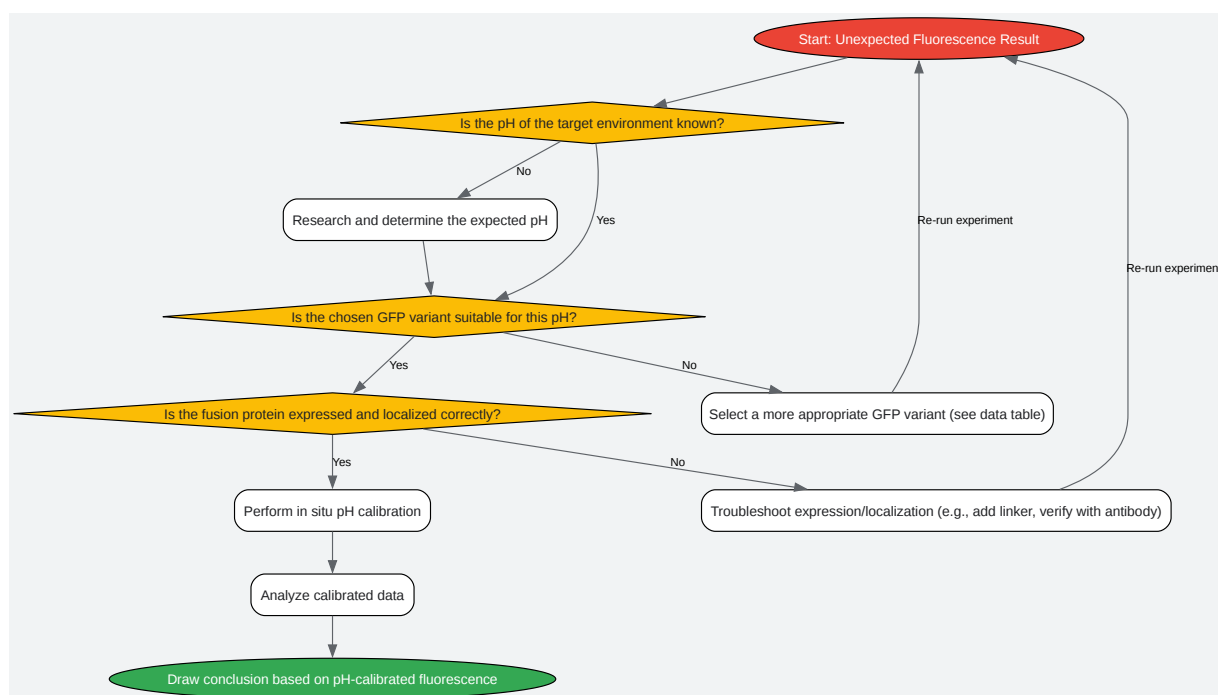 Start: Unexpected Fluorescence Result
Is the pH of the target environment known?
No
Research and determine the expected pH
Yes
Re-run experiment
Re-run experimen
Is the chosen GFP variant suitable for this pH?
Yes
No
Is the fusion protein expressed and localized correctly?
Select a more appropriate GFP variant (see data table)
Yes
No
Perform in situ pH calibration
Troubleshoot expression/localization (e.g., add linker, verify with antibody)
Analyze calibrated data
Draw conclusion based on pH-calibrated fluorescence